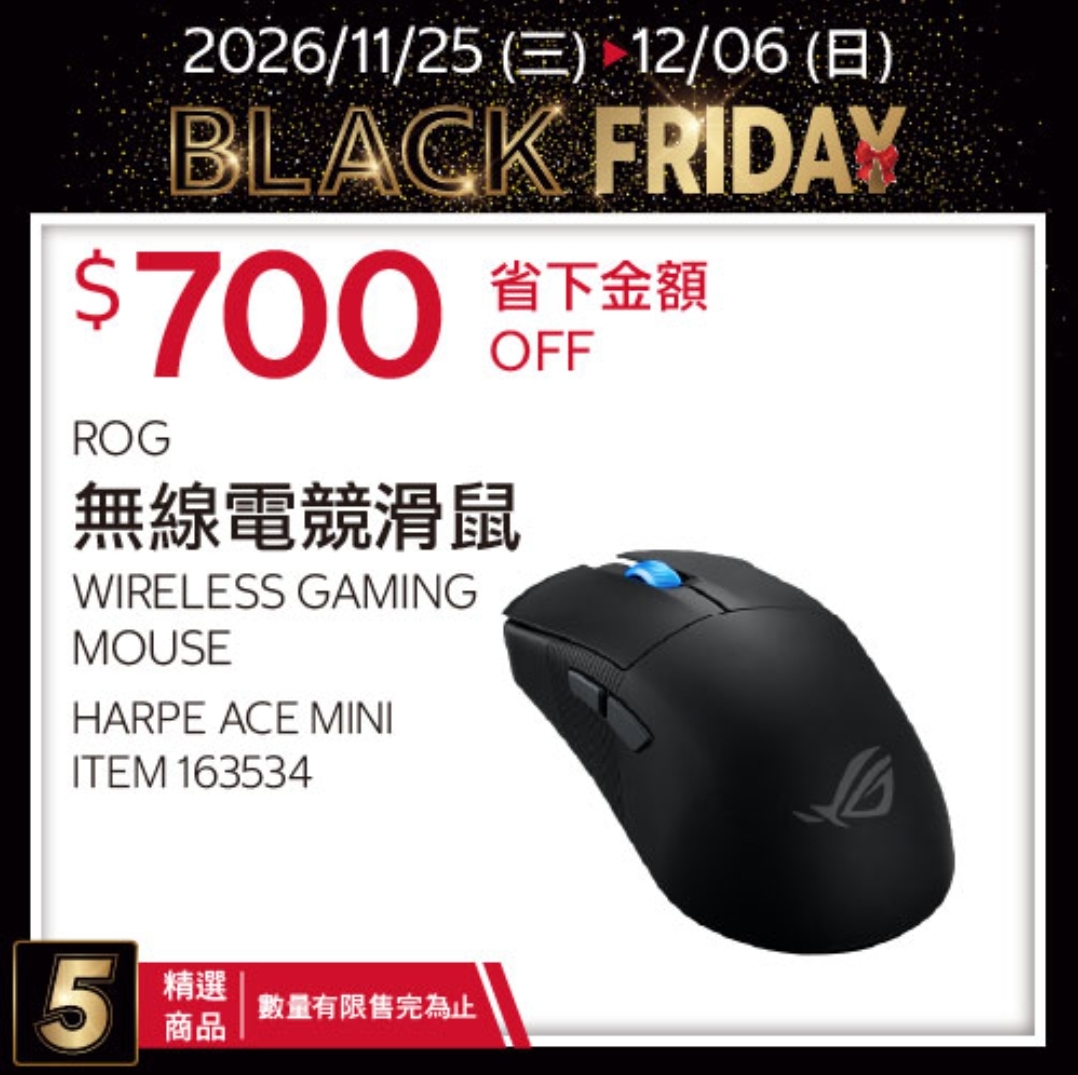 2026/11/25 (三) ▶ 12/06 (日)
BLACK FRIDAY
$700 省下金額
OFF
ROG
無線電競滑鼠
WIRELESS GAMING
MOUSE
HARPE ACE MINI
ITEM 163534
5 精選
商品
數量有限售完為止